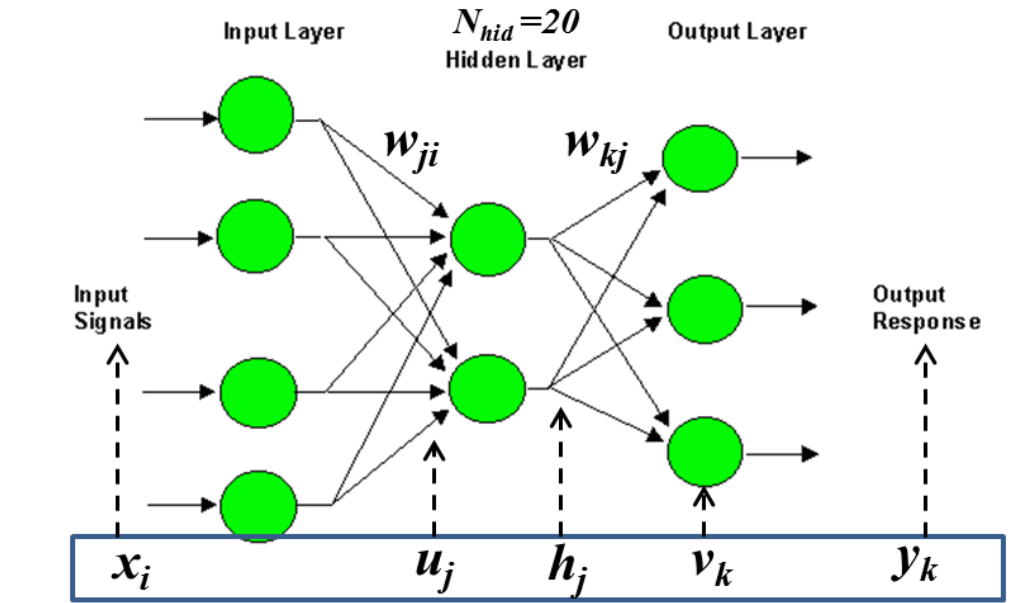 Input Layer
N_hid=20
Hidden Layer
Output Layer
w_ji
w_kj
Input
Signals
Output
Response
x_i
u_j
h_j
v_k
y_k